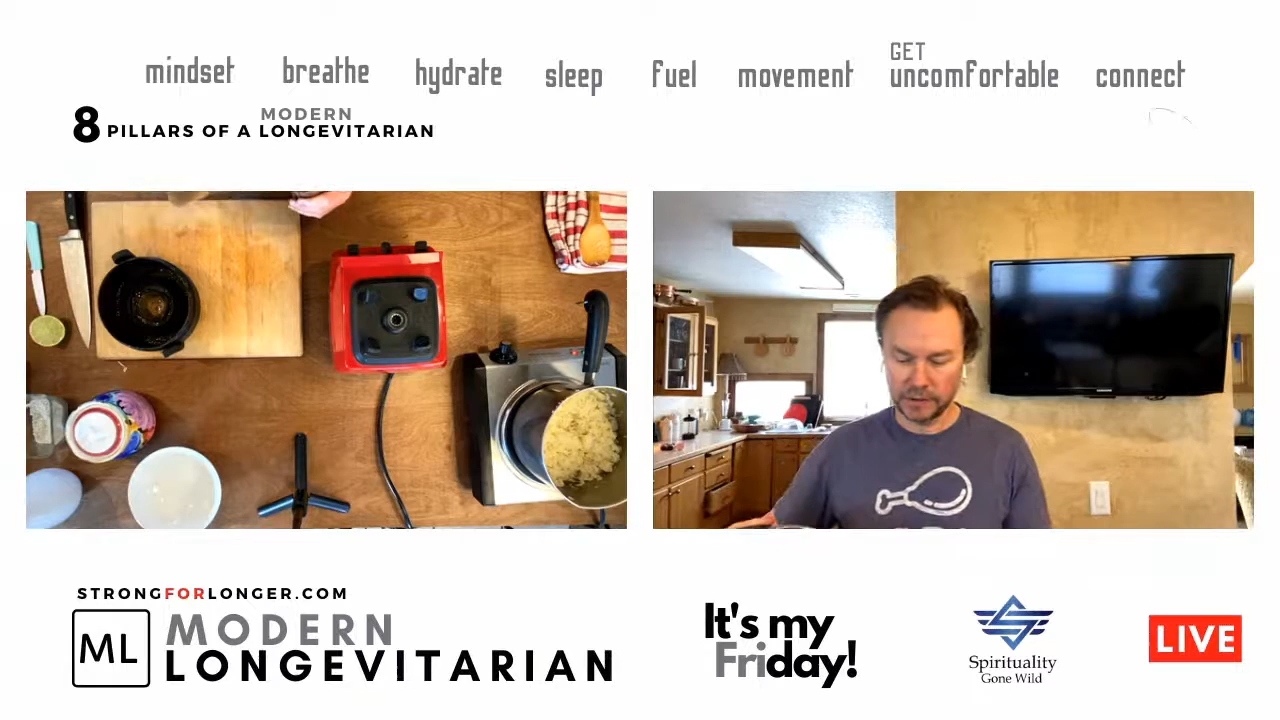 mindset breathe hydrate sleep fuel movement GET uncomfortable connect
MODERN
8 PILLARS OF A LONGEVITARIAN
STRONGFORLONGER.COM
ML MODERN
LONGEVITARIAN
It's my
Friday!
Spirituality
Gone Wild
LIVE